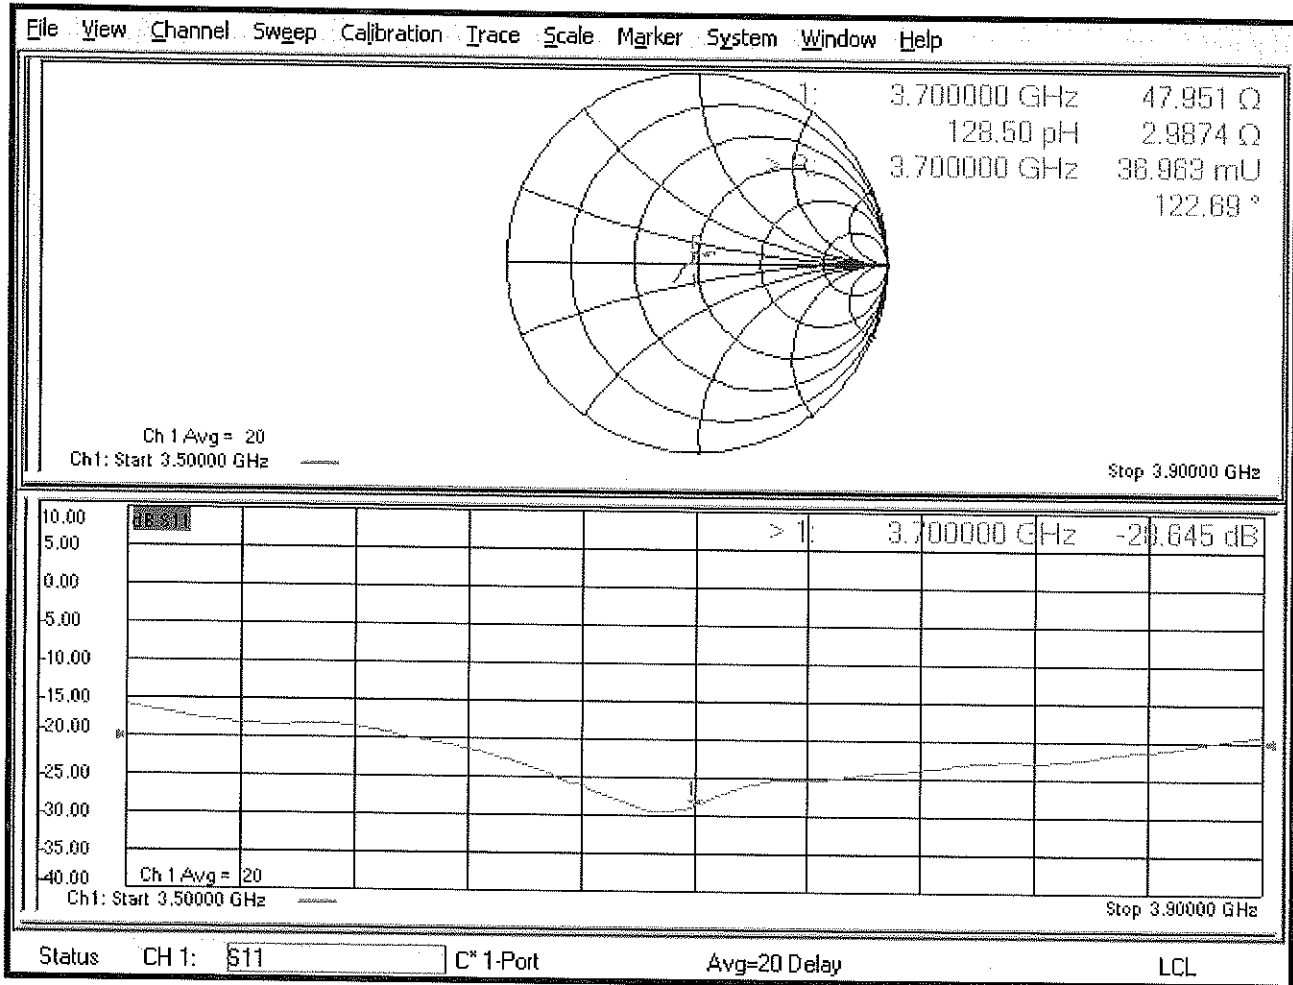 File View Channel Sweep Calibration Trace Scale Marker System Window Help
1: 3.700000 GHz 47.951 Ω
128.50 pH 2.9874 Ω
> 2: 3.700000 GHz 36.963 mU
122.69 °
Ch 1 Avg = 20
Ch1: Start 3.50000 GHz
Stop 3.90000 GHz
10.00
dB S11
> 1: 3.700000 GHz -28.645 dB
5.00
0.00
-5.00
-10.00
-15.00
-20.00
-25.00
-30.00
-35.00
-40.00
Ch 1 Avg = 20
Ch1: Start 3.50000 GHz
Stop 3.90000 GHz
Status CH 1: S11 C* 1-Port Avg=20 Delay LCL